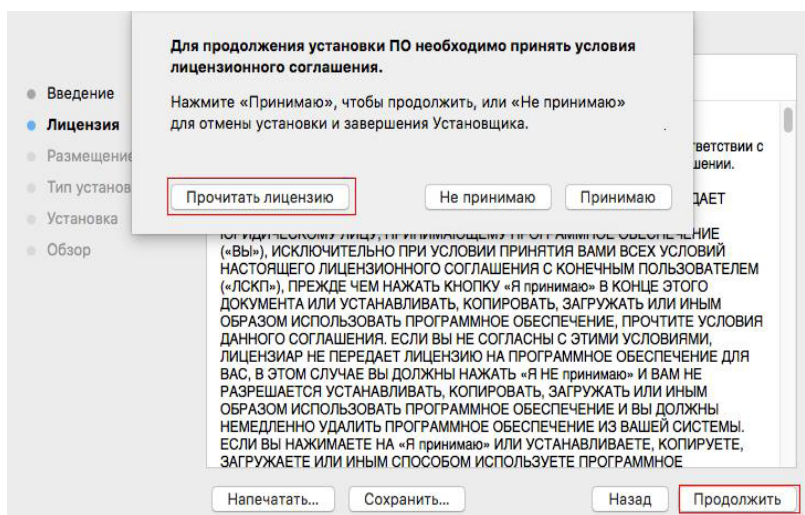 Для продолжения установки ПО необходимо принять условия
лицензионного соглашения.
Нажмите «Принимаю», чтобы продолжить, или «Не принимаю»
для отмены установки и завершения Установщика.
Прочитать лицензию
Не принимаю
Принимаю
Введение
Лицензия
Размещение
Тип установ
Установка
Обзор
ветствии с
шении.
ДАЕТ
ЮРИДИЧЕСКОМУ ЛИЦУ, ПРИНИМАЮЩЕМУ ПРОГРАММНОЕ ОБЕСПЕЧЕНИЕ
(«ВЫ»), ИСКЛЮЧИТЕЛЬНО ПРИ УСЛОВИИ ПРИНЯТИЯ ВАМИ ВСЕХ УСЛОВИЙ
НАСТОЯЩЕГО ЛИЦЕНЗИОННОГО СОГЛАШЕНИЯ С КОНЕЧНЫМ ПОЛЬЗОВАТЕЛЕМ
(«ЛСКП»), ПРЕЖДЕ ЧЕМ НАЖАТЬ КНОПКУ «Я принимаю» В КОНЦЕ ЭТОГО
ДОКУМЕНТА ИЛИ УСТАНАВЛИВАТЬ, КОПИРОВАТЬ, ЗАГРУЖАТЬ ИЛИ ИНЫМ
ОБРАЗОМ ИСПОЛЬЗОВАТЬ ПРОГРАММНОЕ ОБЕСПЕЧЕНИЕ, ПРОЧТИТЕ УСЛОВИЯ
ДАННОГО СОГЛАШЕНИЯ. ЕСЛИ ВЫ НЕ СОГЛАСНЫ С ЭТИМИ УСЛОВИЯМИ,
ЛИЦЕНЗИАР НЕ ПЕРЕДАЕТ ЛИЦЕНЗИЮ НА ПРОГРАММНОЕ ОБЕСПЕЧЕНИЕ ДЛЯ
ВАС, В ЭТОМ СЛУЧАЕ ВЫ ДОЛЖНЫ НАЖАТЬ «Я НЕ принимаю» И ВАМ НЕ
РАЗРЕШАЕТСЯ УСТАНАВЛИВАТЬ, КОПИРОВАТЬ, ЗАГРУЖАТЬ ИЛИ ИНЫМ
ОБРАЗОМ ИСПОЛЬЗОВАТЬ ПРОГРАММНОЕ ОБЕСПЕЧЕНИЕ И ВЫ ДОЛЖНЫ
НЕМЕДЛЕННО УДАЛИТЬ ПРОГРАММНОЕ ОБЕСПЕЧЕНИЕ ИЗ ВАШЕЙ СИСТЕМЫ.
ЕСЛИ ВЫ НАЖИМАЕТЕ НА «Я принимаю» ИЛИ УСТАНАВЛИВАЕТЕ, КОПИРУЕТЕ,
ЗАГРУЖАЕТЕ ИЛИ ИНЫМ СПОСОБОМ ИСПОЛЬЗУЕТЕ ПРОГРАММНОЕ
Напечатать...
Сохранить...
Назад
Продолжить